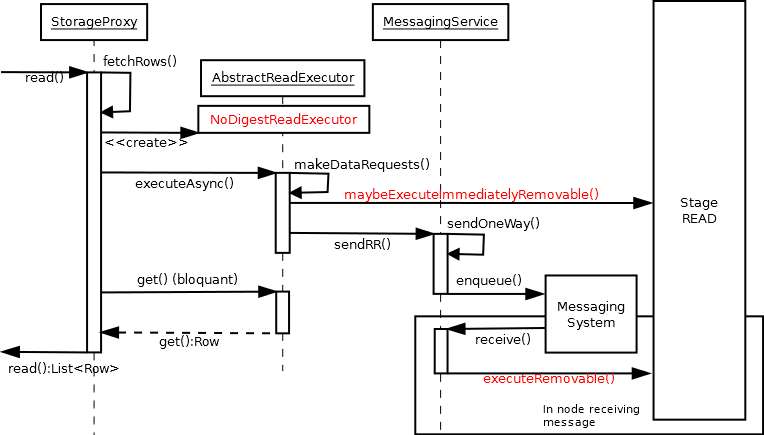 StorageProxy
MessagingService
fetchRows()
read()
AbstractReadExecutor
NoDigestReadExecutor
<<create>>
makeDataRequests()
executeAsync()
maybeExecuteImmediatelyRemovable()
Stage
READ
sendOneWay()
sendRR()
get() (bloquant)
enqueue()
Messaging
System
get():Row
receive()
read():List<Row>
executeRemovable()
In node receiving
message